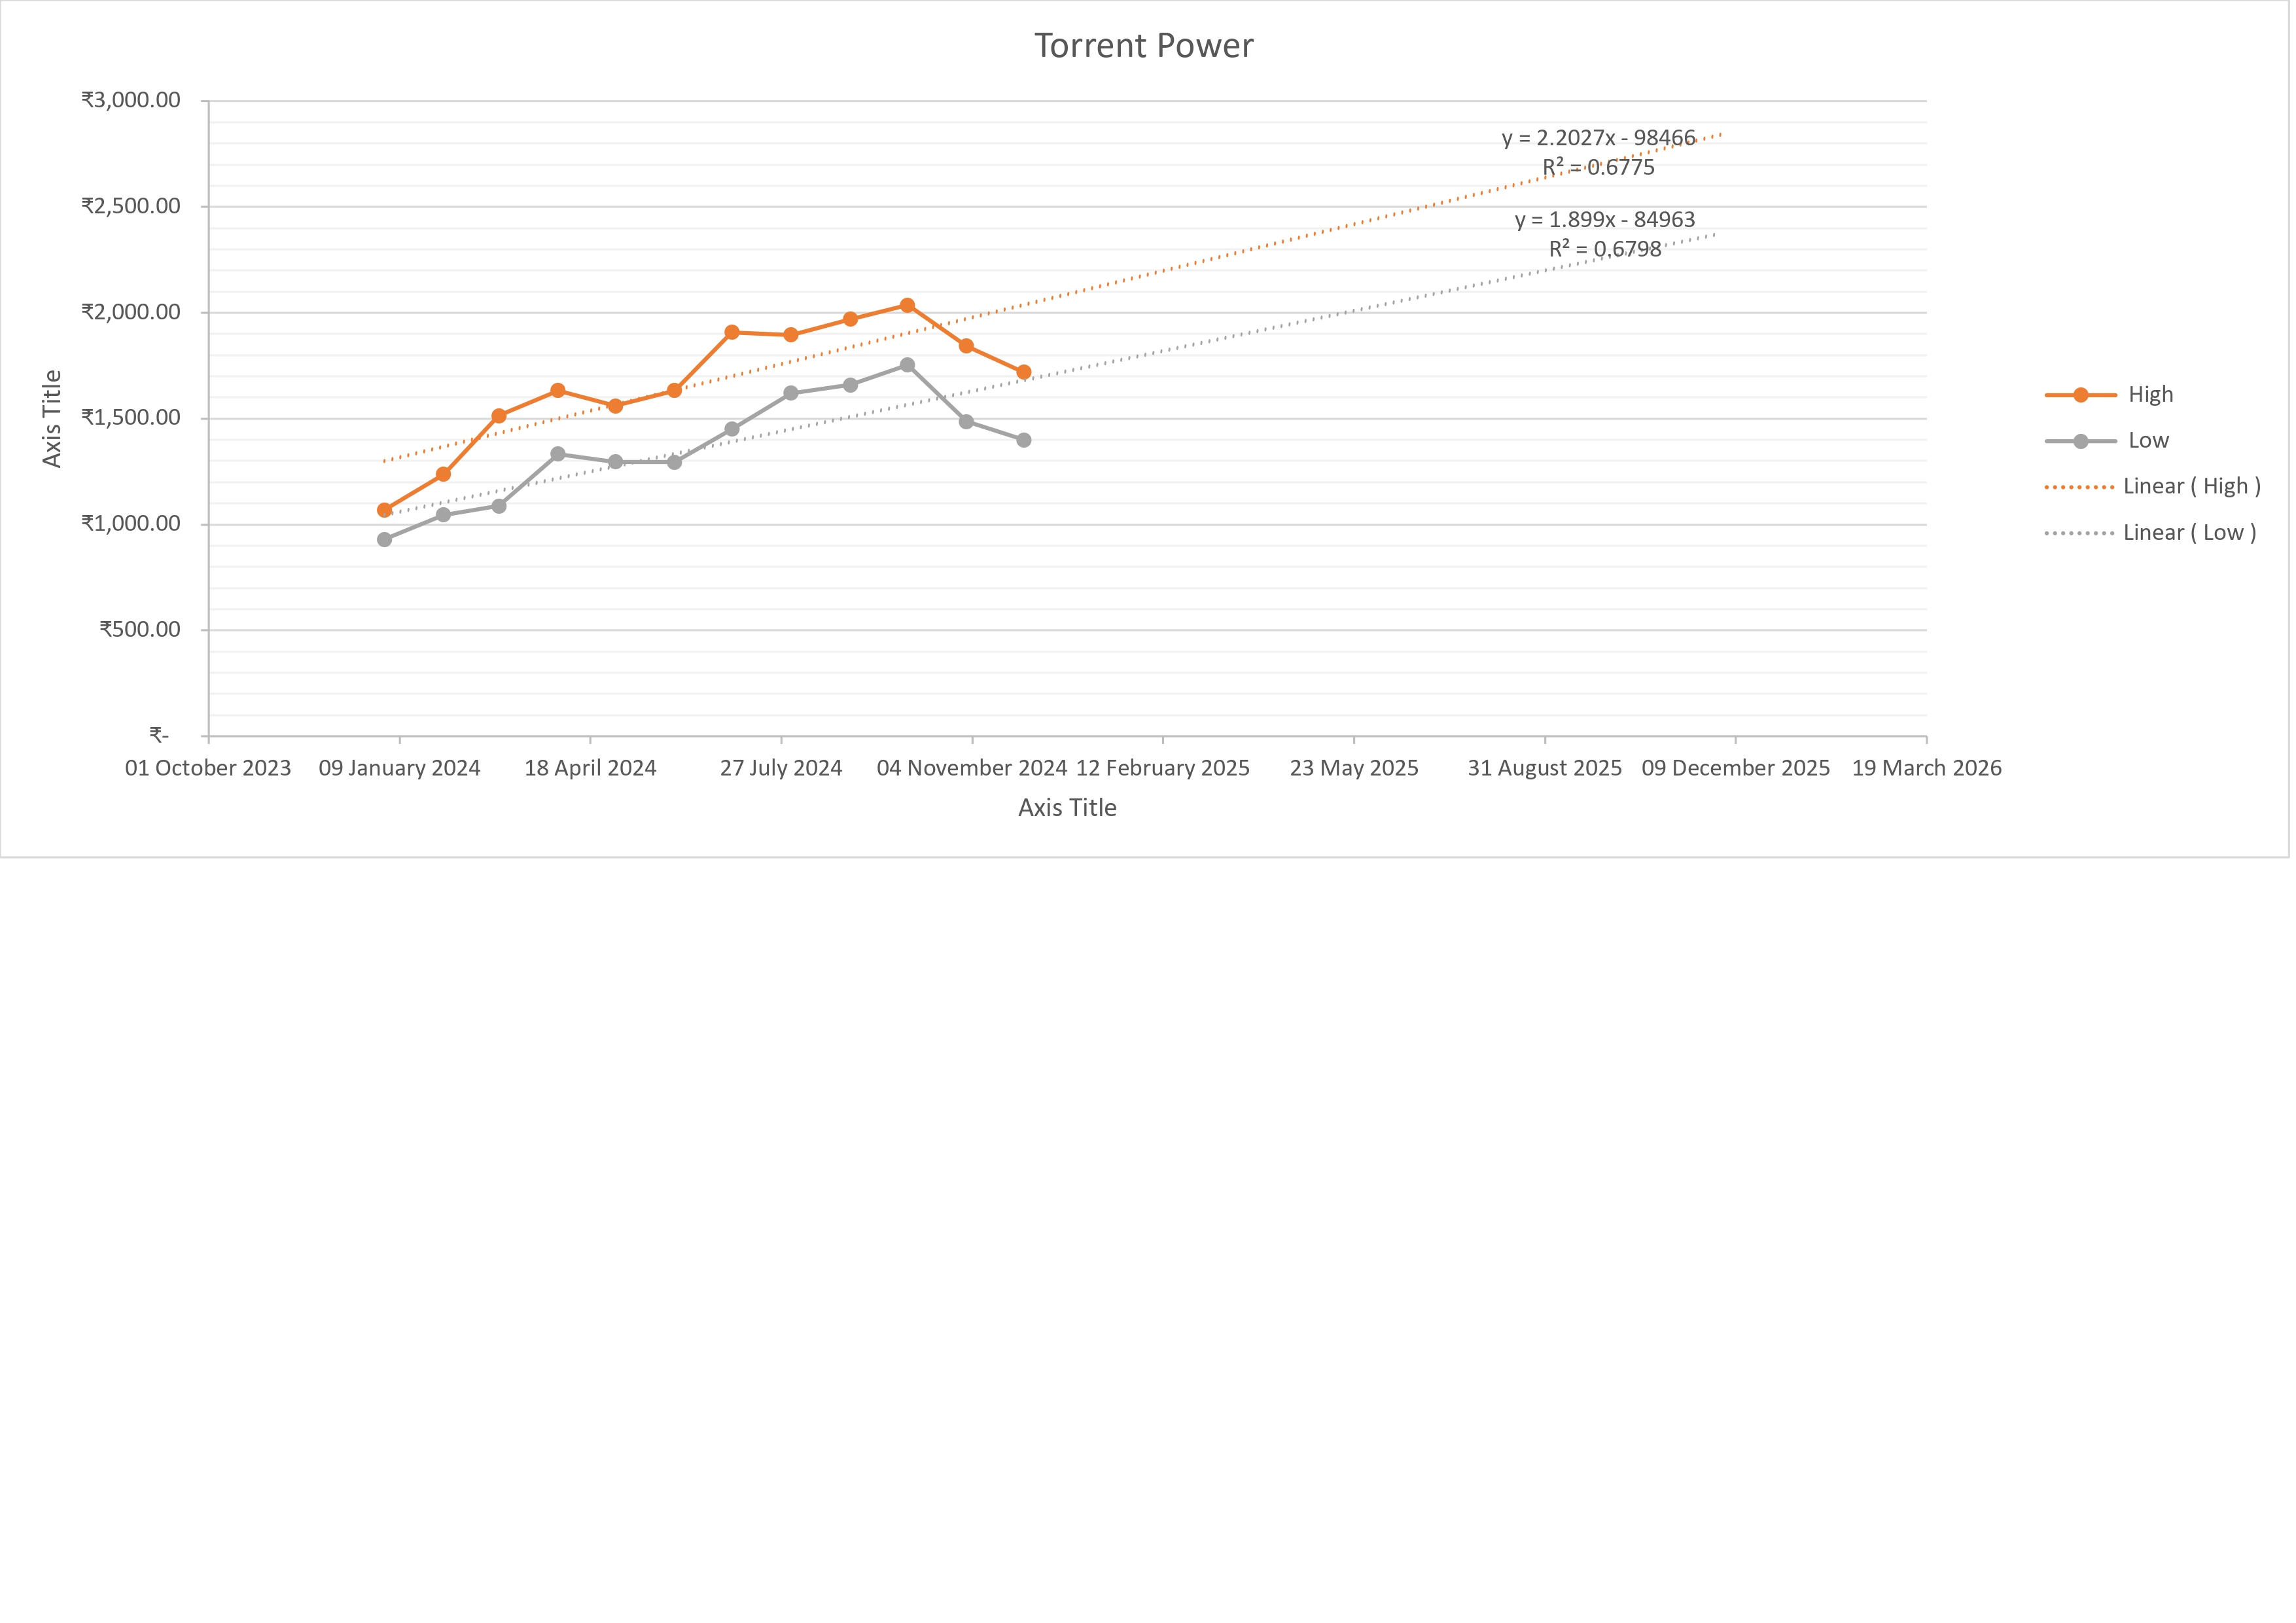 Torrent Power
₹3,000.00
₹2,500.00
₹2,000.00
₹1,500.00
₹1,000.00
₹500.00
₹-
Axis Title
y = 2.2027x - 98466
R² = 0.6775
y = 1.899x - 84963
R² = 0.6798
High
Low
Linear ( High )
Linear ( Low )
01 October 2023 09 January 2024 18 April 2024 27 July 2024 04 November 2024 12 February 2025 23 May 2025 31 August 2025 09 December 2025 19 March 2026
Axis Title